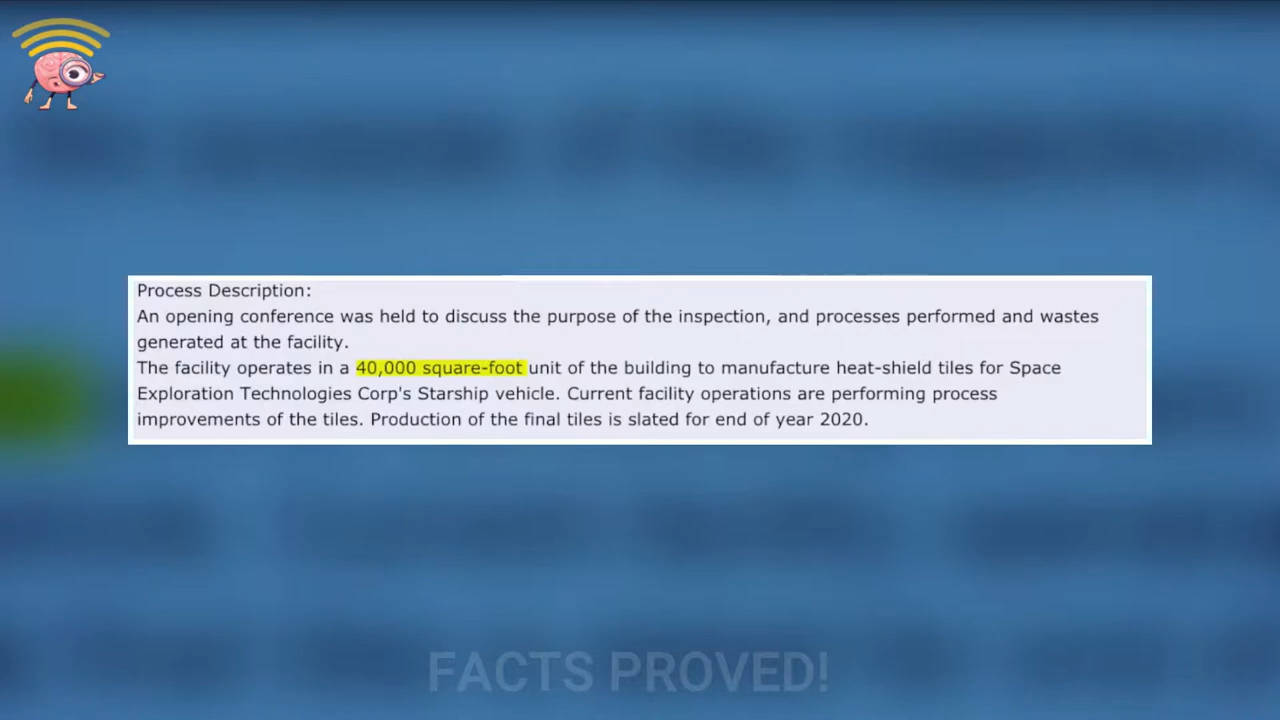 Process Description:
An opening conference was held to discuss the purpose of the inspection, and processes performed and wastes
generated at the facility.
The facility operates in a 40,000 square-foot unit of the building to manufacture heat-shield tiles for Space
Exploration Technologies Corp's Starship vehicle. Current facility operations are performing process
improvements of the tiles. Production of the final tiles is slated for end of year 2020.
FACTS PROVED!